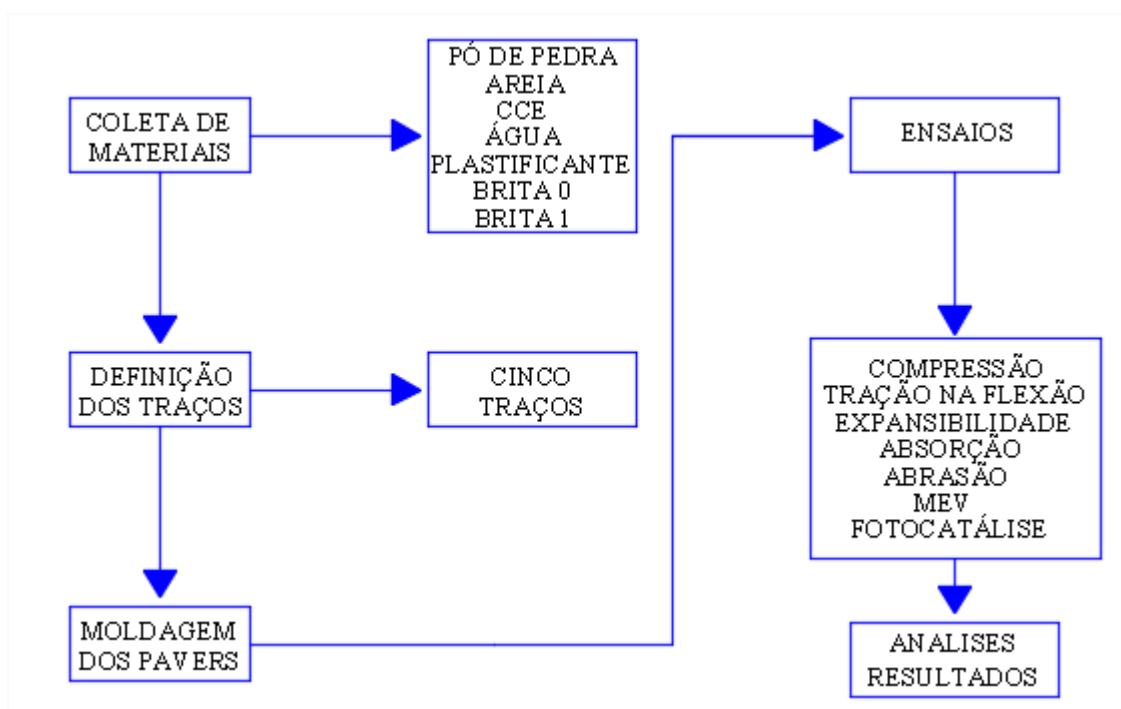 COLETA DE
MATERIAIS
PÓ DE PEDRA
AREIA
CCE
ÁGUA
PLASTIFICANTE
BRITA 0
BRITA 1
DEFINIÇÃO
DOS TRAÇOS
CINCO
TRAÇOS
MOLDAGEM
DOS PAVERS
ENSAIOS
COMPRESSÃO
TRAÇÃO NA FLEXÃO
EXPANSIBILIDADE
ABSORÇÃO
ABRASÃO
MEV
FOTOCATÁLISE
ANALISES
RESULTADOS